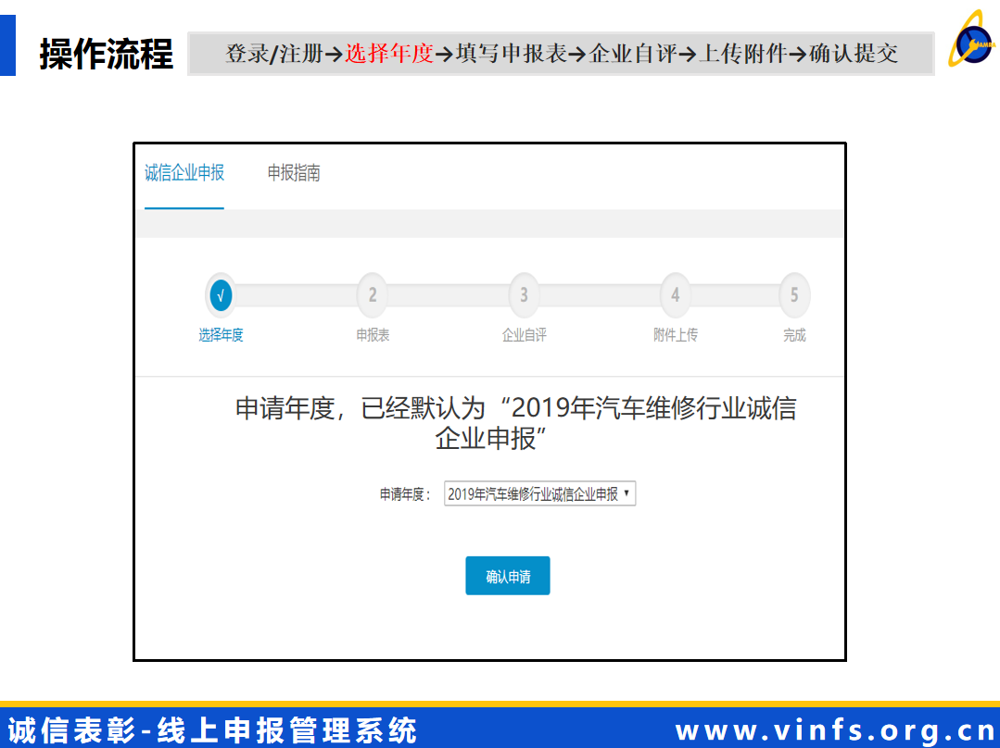 操作流程
登录/注册→选择年度→填写申报表→企业自评→上传附件→确认提交
诚信企业申报 申报指南
√ 2 3 4 5
选择年度 申报表 企业自评 附件上传 完成
申请年度，已经默认为“2019年汽车维修行业诚信
企业申报”
申请年度： 2019年汽车维修行业诚信企业申报
确认申请
诚信表彰-线上申报管理系统 www.vinfs.org.cn